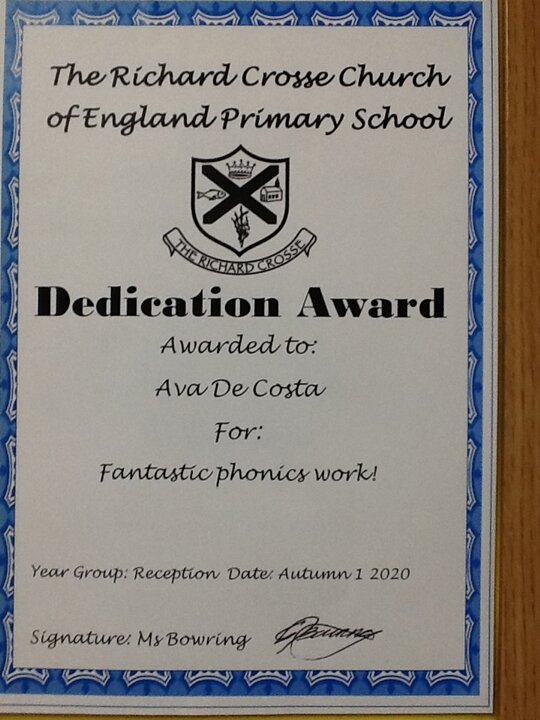 The Richard Crosse Church
of England Primary School
THE RICHARD CROSSE
Dedication Award
Awarded to:
Ava De Costa
For:
Fantastic phonics work!
Year Group: Reception Date: Autumn 1 2020
Signature: Ms Bowring